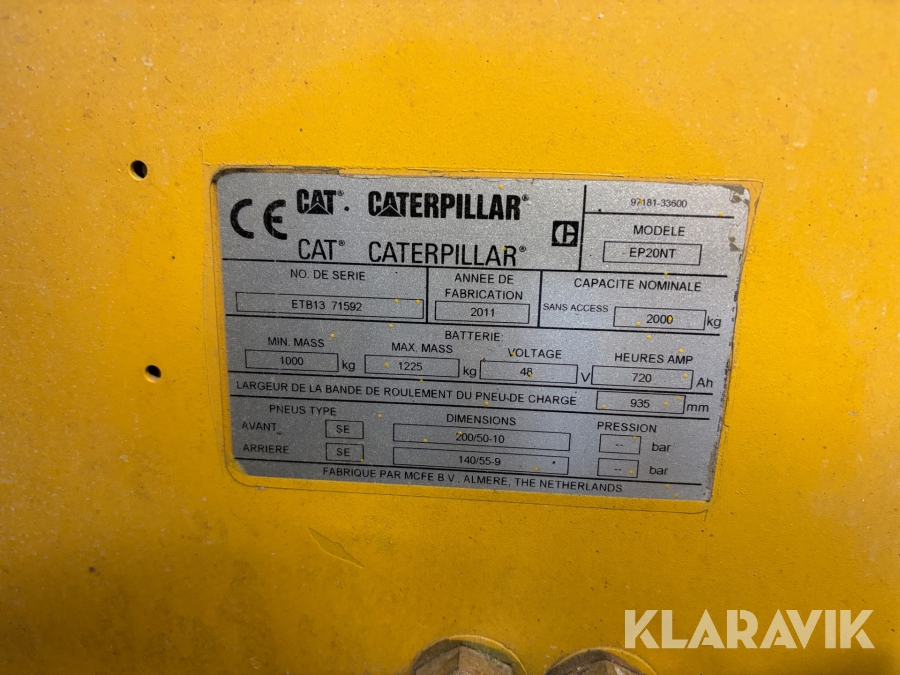 CE CAT® CATERPILLAR®
CAT® CATERPILLAR®
97181-33600
MODELE
EP20NT
NO. DE SERIE
ETB13 71592
ANNEE DE
FABRICATION
2011
CAPACITE NOMINALE
SANS ACCESS 2000 kg
BATTERIE
MIN. MASS MAX. MASS VOLTAGE HEURES AMP
1000 kg 1225 kg 48 V 720 Ah
LARGEUR DE LA BANDE DE ROULEMENT DU PNEU DE CHARGE 935 mm
PNEUS TYPE DIMENSIONS PRESSION
AVANT SE 200/50-10 -- bar
ARRIERE SE 140/55-9 -- bar
FABRIQUE PAR MCFE B.V., ALMERE, THE NETHERLANDS
KLARAVIK